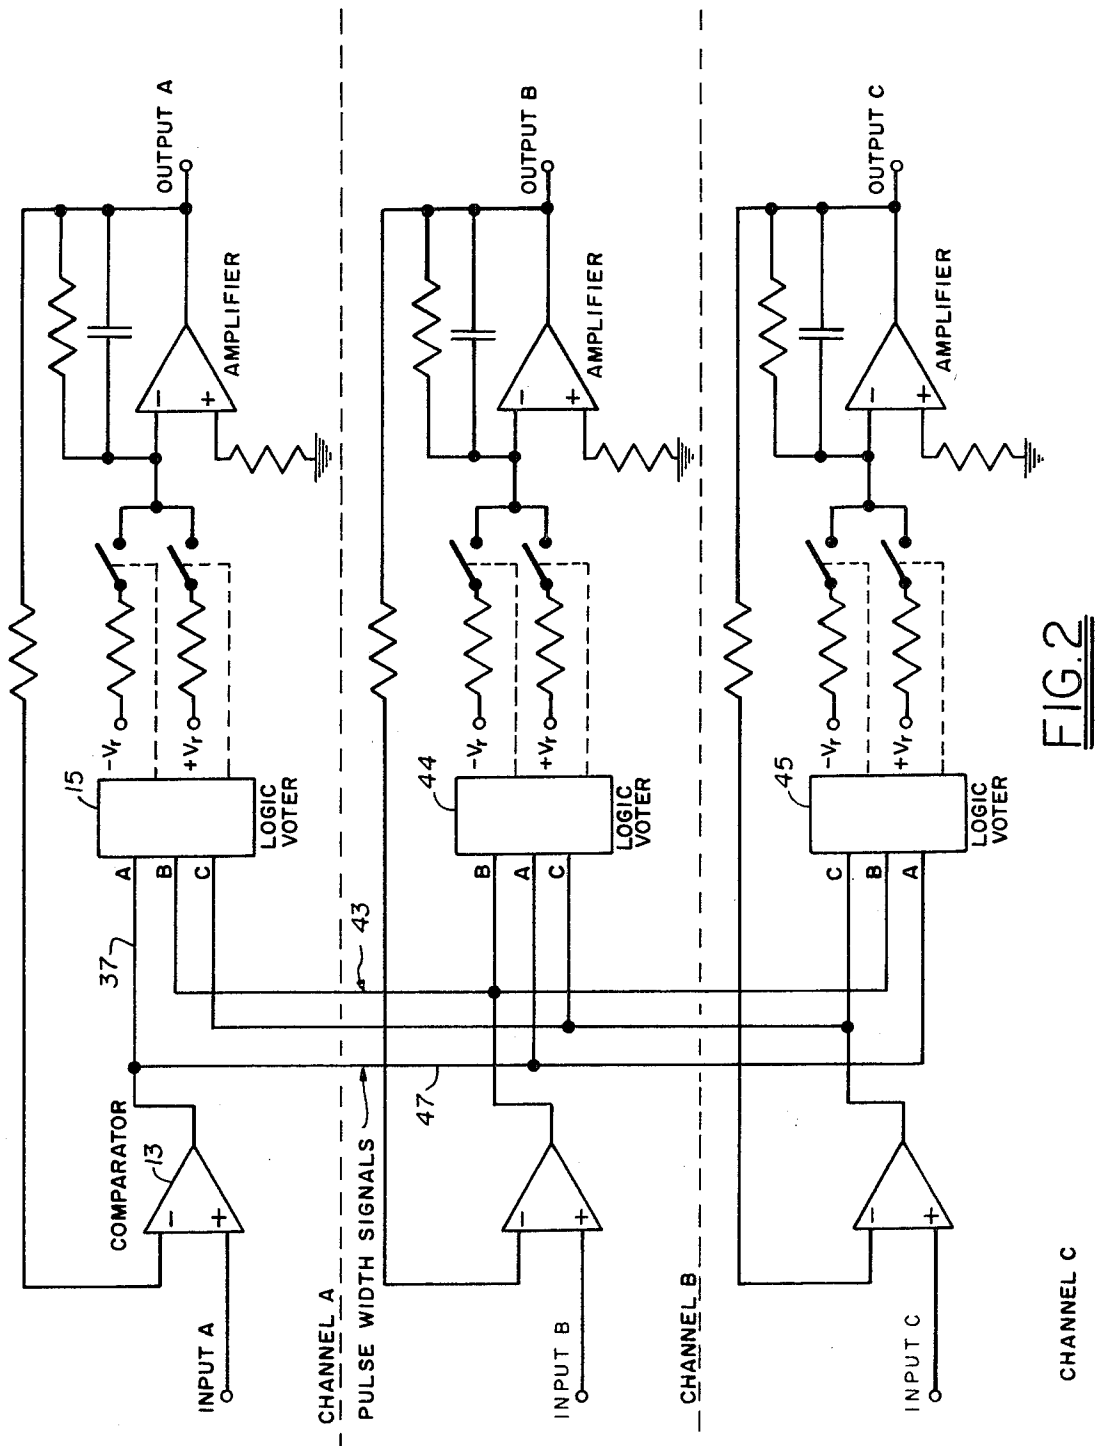 INPUT A
COMPARATOR
13
-
+
37
A
B
C
15
LOGIC
VOTER
-Vr
+Vr
-
+
AMPLIFIER
OUTPUT A
CHANNEL A
PULSE WIDTH SIGNALS
47
43
INPUT B
-
+
B
A
C
44
LOGIC
VOTER
-Vr
+Vr
-
+
AMPLIFIER
OUTPUT B
CHANNEL B
INPUT C
-
+
C
B
A
45
LOGIC
VOTER
-Vr
+Vr
-
+
AMPLIFIER
OUTPUT C
CHANNEL C
FIG.2